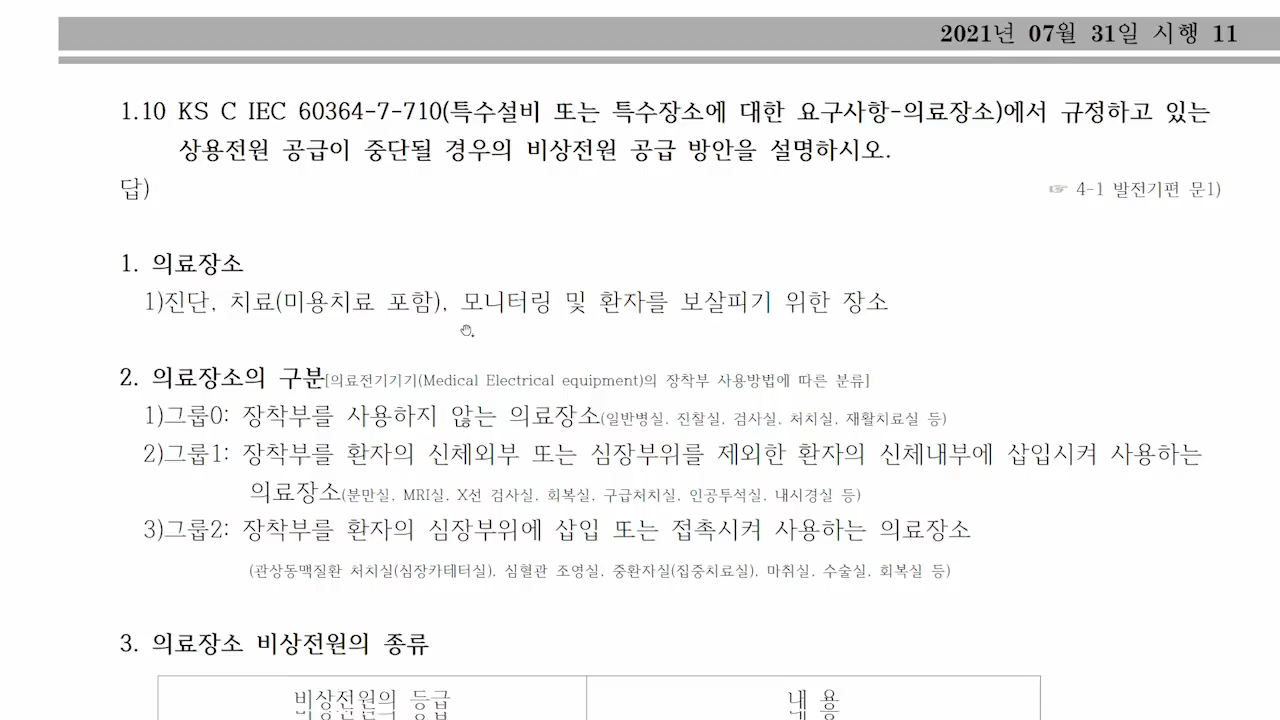 2021년 07월 31일 시행 11
1.10 KS C IEC 60364-7-710(특수설비 또는 특수장소에 대한 요구사항-의료장소)에서 규정하고 있는
상용전원 공급이 중단될 경우의 비상전원 공급 방안을 설명하시오.
답)
☞ 4-1 발전기편 문1)
1. 의료장소
1)진단, 치료(미용치료 포함), 모니터링 및 환자를 보살피기 위한 장소
2. 의료장소의 구분[의료전기기기(Medical Electrical equipment)의 장착부 사용방법에 따른 분류]
1)그룹0: 장착부를 사용하지 않는 의료장소(일반병실, 진찰실, 검사실, 처치실, 재활치료실 등)
2)그룹1: 장착부를 환자의 신체외부 또는 심장부위를 제외한 환자의 신체내부에 삽입시켜 사용하는
의료장소(분만실, MRI실, X선 검사실, 회복실, 구급처치실, 인공투석실, 내시경실 등)
3)그룹2: 장착부를 환자의 심장부위에 삽입 또는 접촉시켜 사용하는 의료장소
(관상동맥질환 처치실(심장카테터실), 심혈관 조영실, 중환자실(집중치료실), 마취실, 수술실, 회복실 등)
3. 의료장소 비상전원의 종류
비상전원의 등급
내 용